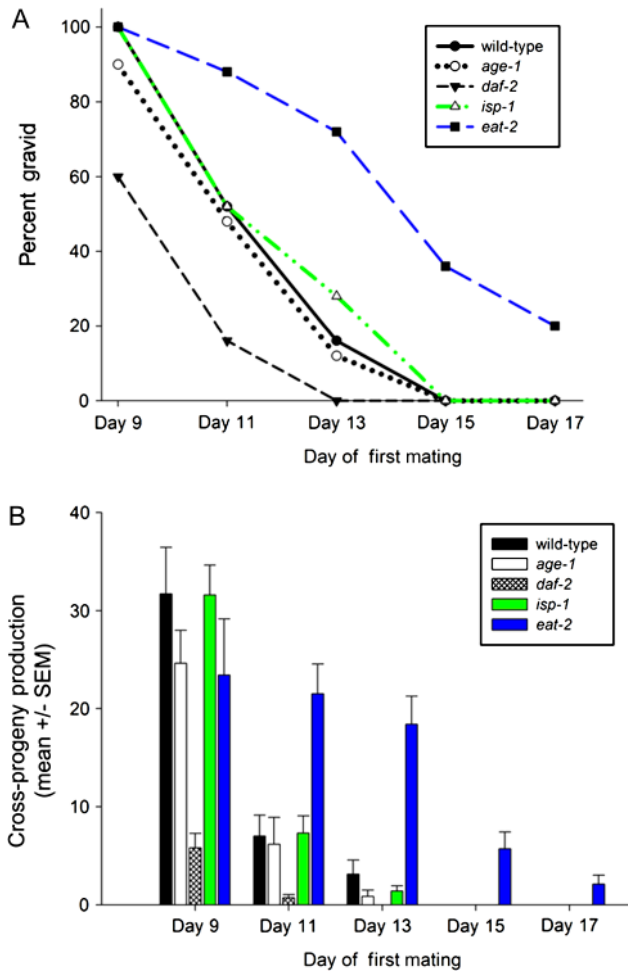 A
100
80
60
40
20
0
Percent gravid
wild-type
age-1
daf-2
isp-1
eat-2
Day 9 Day 11 Day 13 Day 15 Day 17
Day of first mating
B
40
30
20
10
0
Cross-progeny production
(mean +/- SEM)
wild-type
age-1
daf-2
isp-1
eat-2
Day 9 Day 11 Day 13 Day 15 Day 17
Day of first mating